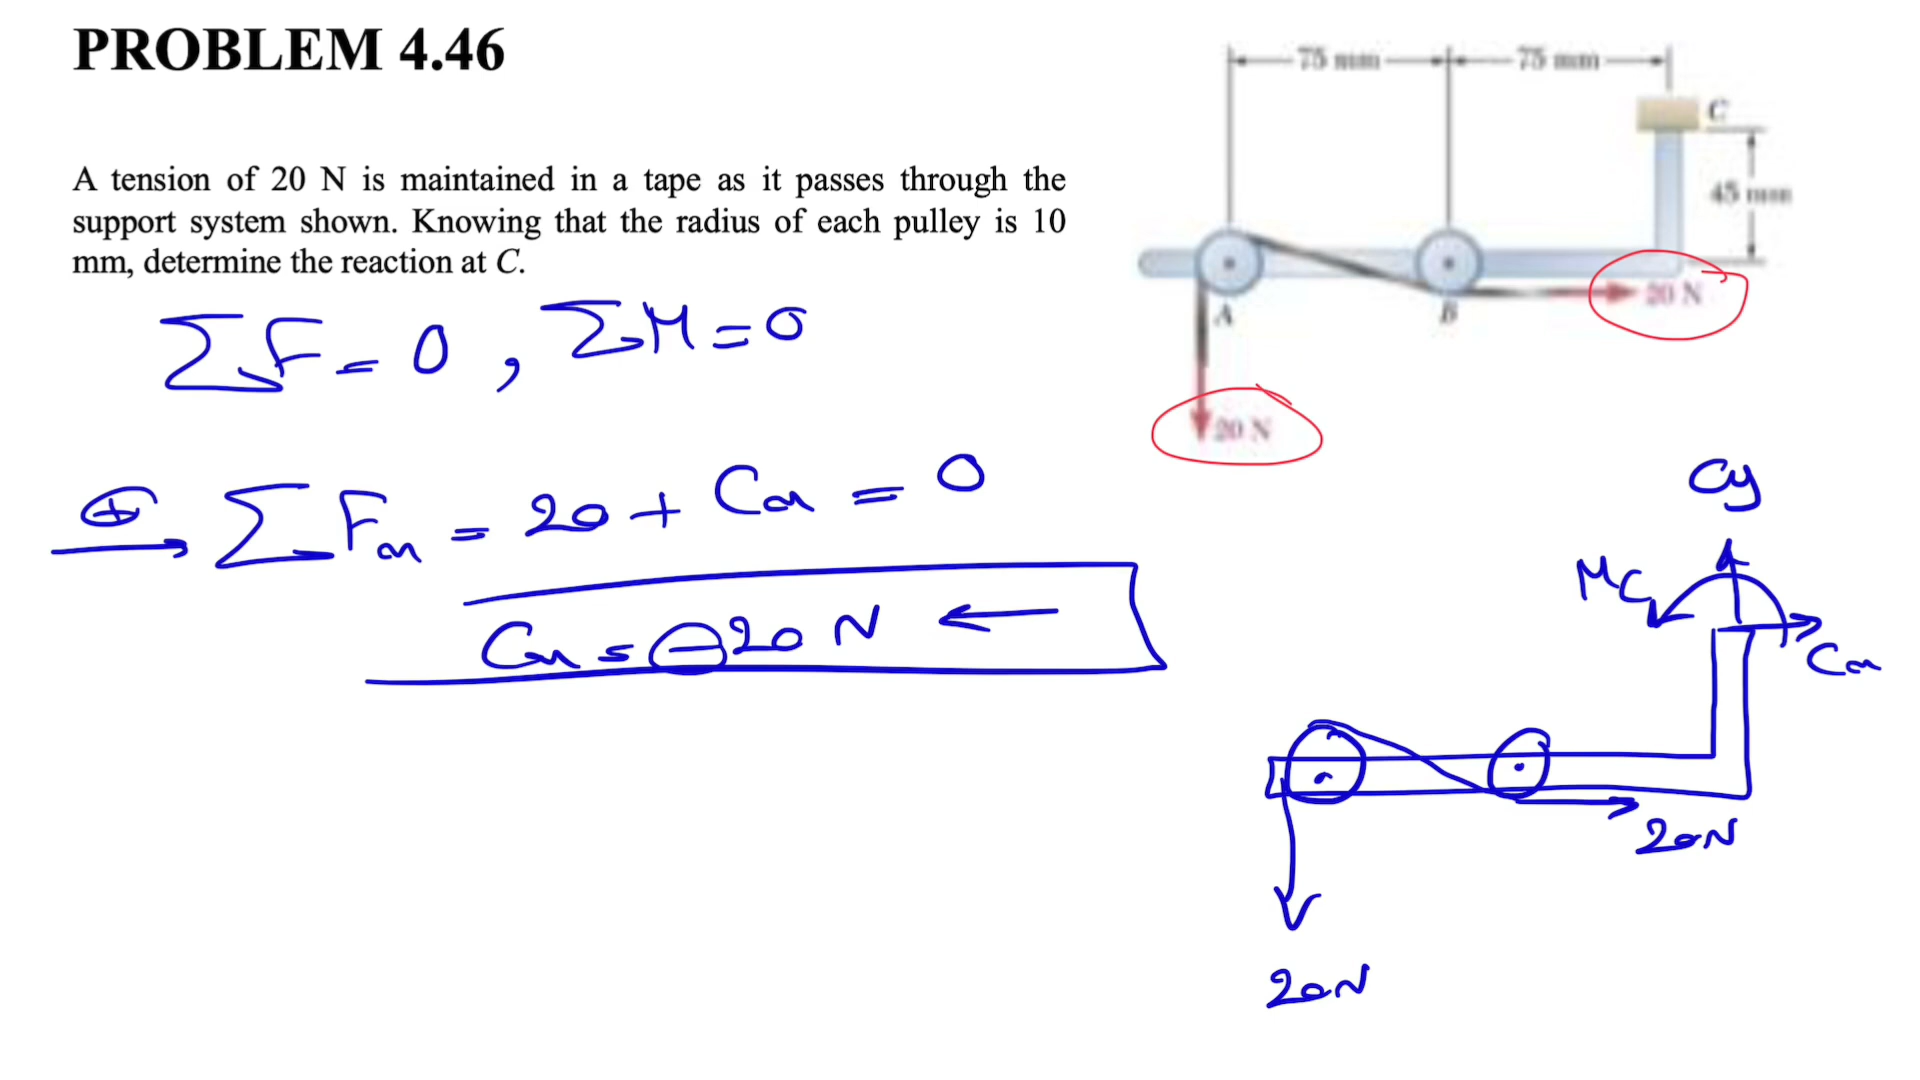 PROBLEM 4.46
A tension of 20 N is maintained in a tape as it passes through the
support system shown. Knowing that the radius of each pulley is 10
mm, determine the reaction at C.
75 mm 75 mm
C
45 mm
A
B
20 N
20 N
ΣF = 0 , ΣM = 0
⊕ ΣFx = 20 + Cx = 0
Cx = -20 N ←
Cy
MC
Cx
20N
20N